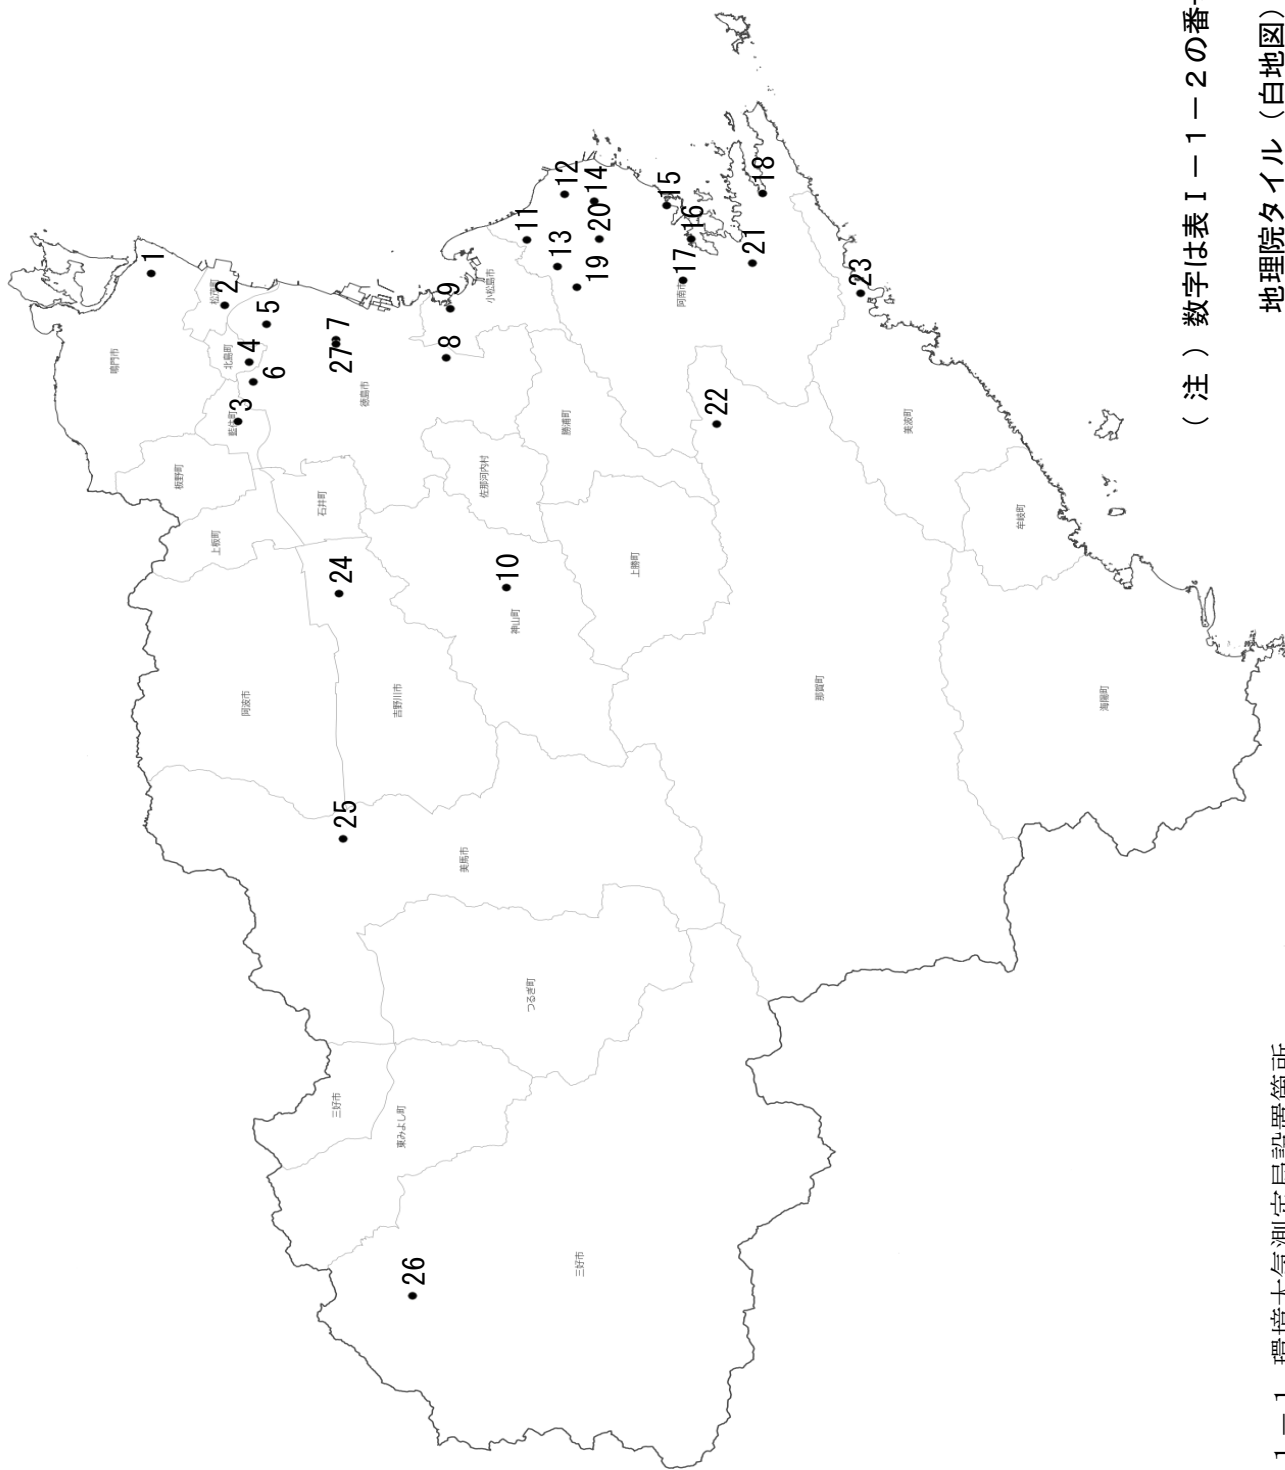 1
2
3
4
5
6
7
27
8
9
10
11
12
13
14
15
16
17
18
19
20
21
22
23
24
25
26
鳴門市
松茂町
北島町
藍住町
板野町
上板町
石井町
徳島市
小松島市
佐那河内村
勝浦町
上勝町
神山町
阿波市
吉野川市
美馬市
つるぎ町
三好市
東みよし町
三好市
阿南市
那賀町
美波町
牟岐町
海陽町
(注)数字は表Ⅰ-1-2の番
地理院タイル(白地図)
1-1 環境大気測定局設置箇所